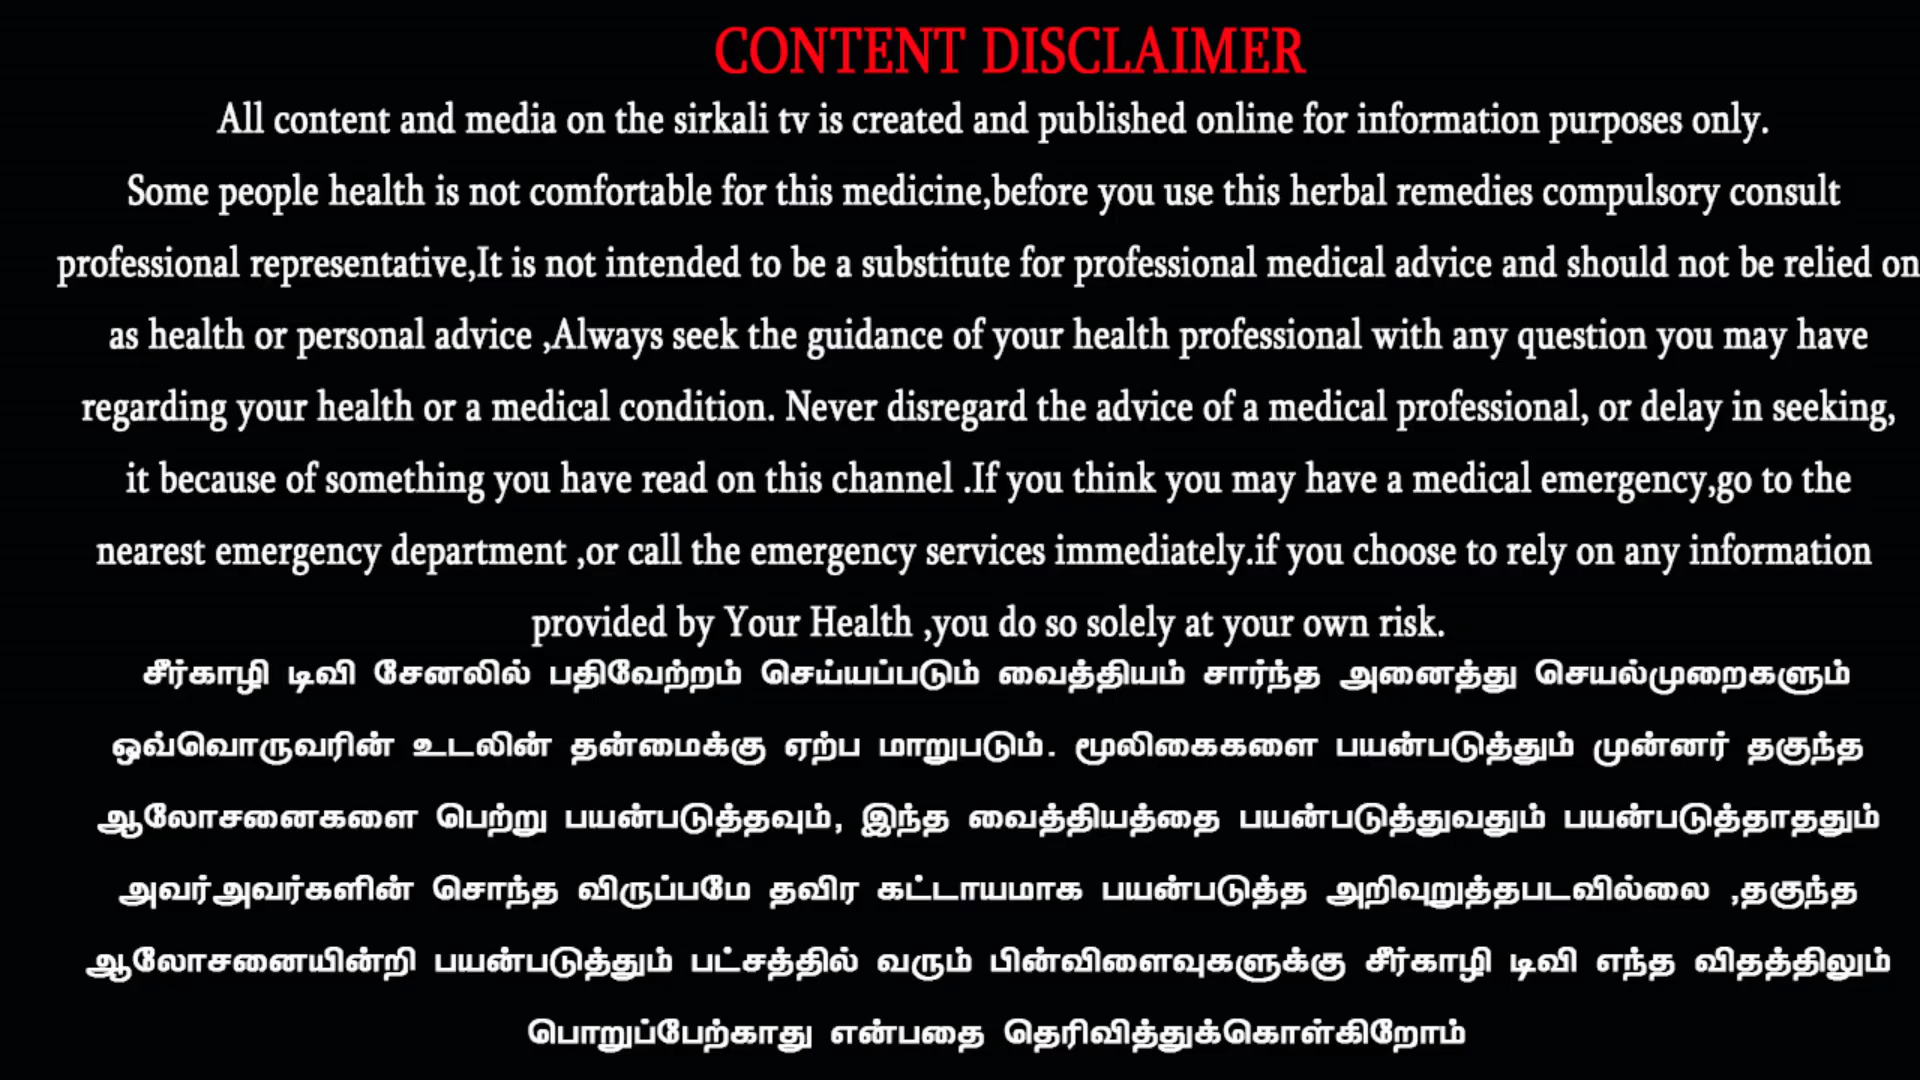 CONTENT DISCLAIMER
All content and media on the sirkali tv is created and published online for information purposes only.
Some people health is not comfortable for this medicine,before you use this herbal remedies compulsory consult
professional representative,It is not intended to be a substitute for professional medical advice and should not be relied on
as health or personal advice ,Always seek the guidance of your health professional with any question you may have
regarding your health or a medical condition. Never disregard the advice of a medical professional, or delay in seeking,
it because of something you have read on this channel .If you think you may have a medical emergency,go to the
nearest emergency department ,or call the emergency services immediately.if you choose to rely on any information
provided by Your Health ,you do so solely at your own risk.
சீர்காழி டிவி சேனலில் பதிவேற்றம் செய்யப்படும் வைத்தியம் சார்ந்த அனைத்து செயல்முறைகளும்
ஒவ்வொருவரின் உடலின் தன்மைக்கு ஏற்ப மாறுபடும். மூலிகைகளை பயன்படுத்தும் முன்னர் தகுந்த
ஆலோசனைகளை பெற்று பயன்படுத்தவும், இந்த வைத்தியத்தை பயன்படுத்துவதும் பயன்படுத்தாததும்
அவர்அவர்களின் சொந்த விருப்பமே தவிர கட்டாயமாக பயன்படுத்த அறிவுறுத்தபடவில்லை ,தகுந்த
ஆலோசனையின்றி பயன்படுத்தும் பட்சத்தில் வரும் பின்விளைவுகளுக்கு சீர்காழி டிவி எந்த விதத்திலும்
பொறுப்பேற்காது என்பதை தெரிவித்துக்கொள்கிறோம்